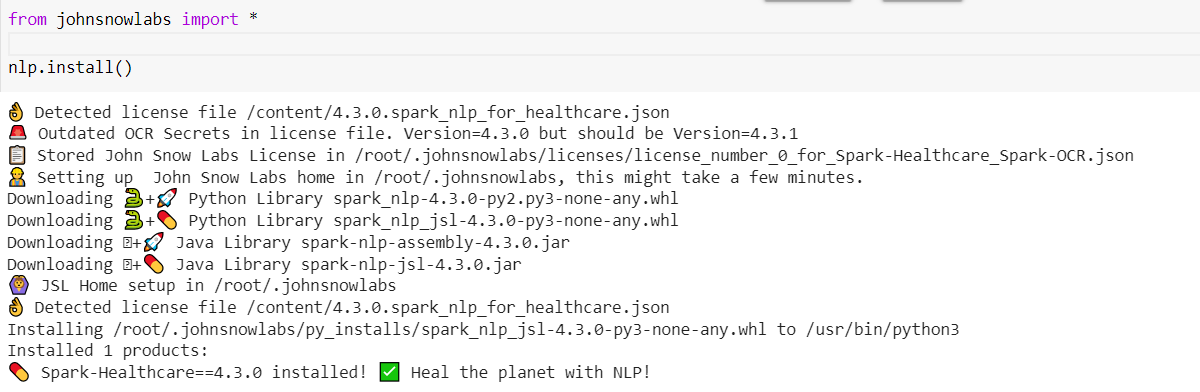 from johnsnowlabs import *
nlp.install()
👌 Detected license file /content/4.3.0.spark_nlp_for_healthcare.json
🚨 Outdated OCR Secrets in license file. Version=4.3.0 but should be Version=4.3.1
📋 Stored John Snow Labs License in /root/.johnsnowlabs/licenses/license_number_0_for_Spark-Healthcare_Spark-OCR.json
👷 Setting up  John Snow Labs home in /root/.johnsnowlabs, this might take a few minutes.
Downloading 🐍+🚀 Python Library spark_nlp-4.3.0-py2.py3-none-any.whl
Downloading 🐍+💊 Python Library spark_nlp_jsl-4.3.0-py3-none-any.whl
Downloading +🚀 Java Library spark-nlp-assembly-4.3.0.jar
Downloading +💊 Java Library spark-nlp-jsl-4.3.0.jar
🙆 JSL Home setup in /root/.johnsnowlabs
👌 Detected license file /content/4.3.0.spark_nlp_for_healthcare.json
Installing /root/.johnsnowlabs/py_installs/spark_nlp_jsl-4.3.0-py3-none-any.whl to /usr/bin/python3
Installed 1 products:
💊 Spark-Healthcare==4.3.0 installed! ✅ Heal the planet with NLP!